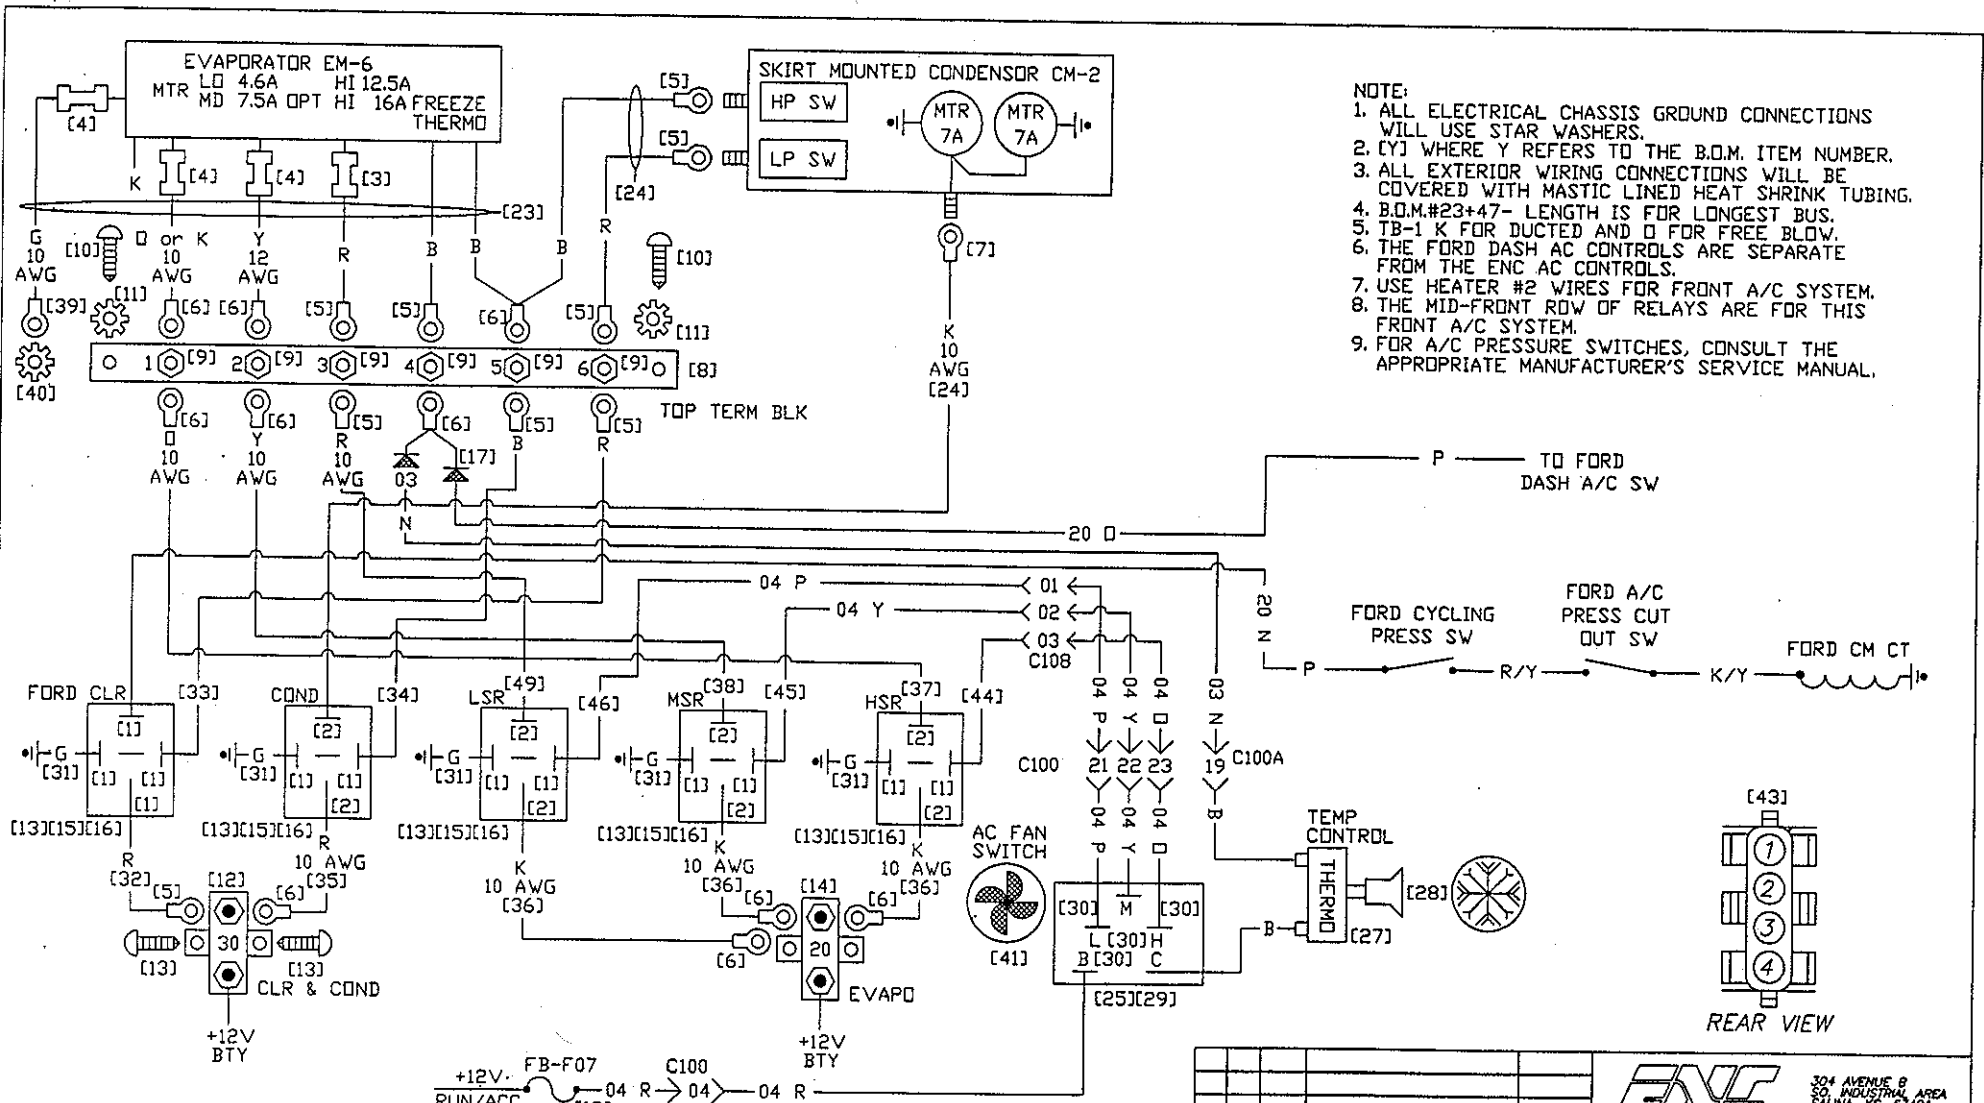 EVAPORATOR EM-6
MTR LO 4.6A HI 12.5A
MD 7.5A OPT HI 16A FREEZE
THERMO
[4]
K
[4]
[4]
[3]
[23]
G
10
AWG
[10]
O or K
10
AWG
Y
12
AWG
R
B
B
B
R
[5]
[5]
[24]
SKIRT MOUNTED CONDENSOR CM-2
HP SW
LP SW
MTR
7A
MTR
7A
[7]
K
10
AWG
[24]
[10]
[11]
NOTE:
1. ALL ELECTRICAL CHASSIS GROUND CONNECTIONS
WILL USE STAR WASHERS.
2. [Y] WHERE Y REFERS TO THE B.O.M. ITEM NUMBER.
3. ALL EXTERIOR WIRING CONNECTIONS WILL BE
COVERED WITH MASTIC LINED HEAT SHRINK TUBING.
4. B.O.M.#23+47- LENGTH IS FOR LONGEST BUS.
5. TB-1 K FOR DUCTED AND O FOR FREE BLOW.
6. THE FORD DASH AC CONTROLS ARE SEPARATE
FROM THE ENC AC CONTROLS.
7. USE HEATER #2 WIRES FOR FRONT A/C SYSTEM.
8. THE MID-FRONT ROW OF RELAYS ARE FOR THIS
FRONT A/C SYSTEM.
9. FOR A/C PRESSURE SWITCHES, CONSULT THE
APPROPRIATE MANUFACTURER'S SERVICE MANUAL.
[39] [11] [6] [6] [5] [5] [6] [5]
1 [9] 2 [9] 3 [9] 4 [9] 5 [9] 6 [9] [8]
[40]
TOP TERM BLK
[6] [6] [5] [6] [5] [5]
O
10
AWG
Y
10
AWG
R
10
AWG
03
[17]
B
R
N
P
TO FORD
DASH A/C SW
20 O
04 P
01
04 Y
02
03
C108
20 N
03 N
FORD CYCLING
PRESS SW
FORD A/C
PRESS CUT
OUT SW
FORD CM CT
P
R/Y
K/Y
FORD CLR
[33]
COND
[34]
LSR
[49]
[46]
MSR
[38]
[45]
HSR
[37]
[44]
[1]
G
[31]
[1] [1]
[1]
[2]
G
[31]
[1] [1]
[2]
[2]
G
[31]
[1] [1]
[2]
[2]
G
[31]
[1] [1]
[2]
[2]
G
[31]
[1] [1]
[2]
[13][15][16]
[13][15][16]
[13][15][16]
[13][15][16]
[13][15][16]
04 P
04 Y
04 O
C100
21 22 23
19 C100A
04 P
04 Y
04 O
B
R
[32]
R
10 AWG
[35]
K
10 AWG
[36]
K
10 AWG
[36]
K
10 AWG
[36]
[5] [12] [6]
30
[13] [13]
CLR & COND
+12V
BTY
[6] [14] [6]
20
[6]
EVAPO
+12V
BTY
AC FAN
SWITCH
[41]
[30] M [30]
L [30] H
B [30] C
[25][29]
B
TEMP
CONTROL
THERMO
[28]
[27]
[43]
1
2
3
4
REAR VIEW
+12V
RUN/ACC
FB-F07
04 R
C100
04
04 R
ENC
304 AVENUE B
SO. INDUSTRIAL AREA